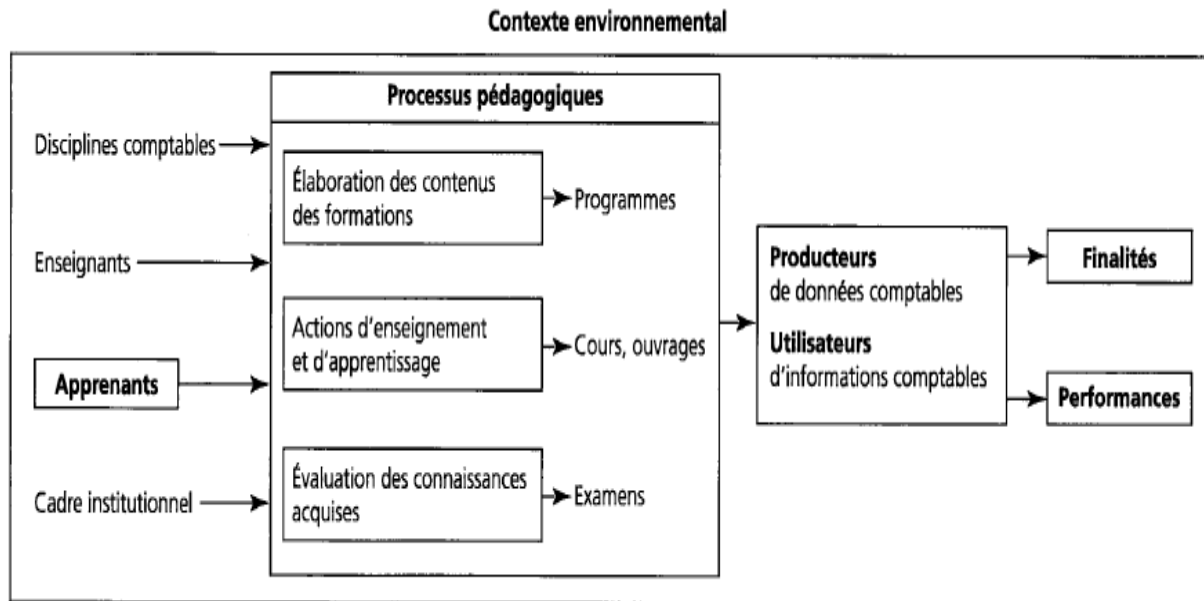 Contexte environnemental
Processus pédagogiques
Disciplines comptables
Enseignants
Apprenants
Cadre institutionnel
Élaboration des contenus
des formations
Programmes
Actions d'enseignement
et d'apprentissage
Cours, ouvrages
Évaluation des connaissances
acquises
Examens
Producteurs
de données comptables
Utilisateurs
d'informations comptables
Finalités
Performances